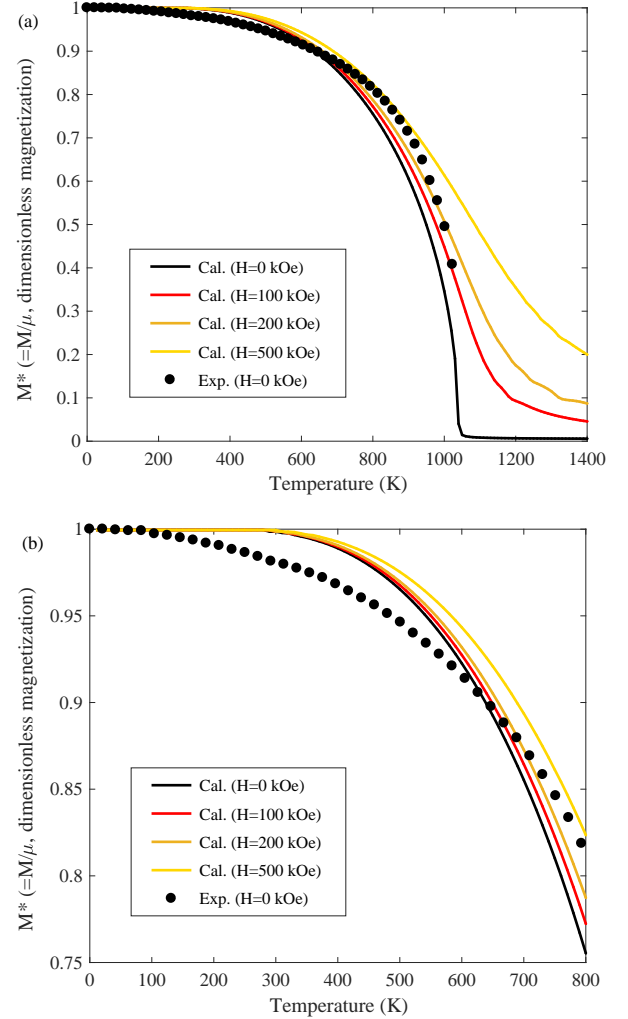 (a)
1
0.9
0.8
0.7
0.6
0.5
0.4
0.3
0.2
0.1
0
M* (=M/μ, dimensionless magnetization)
Cal. (H=0 kOe)
Cal. (H=100 kOe)
Cal. (H=200 kOe)
Cal. (H=500 kOe)
Exp. (H=0 kOe)
0 200 400 600 800 1000 1200 1400
Temperature (K)
(b)
1
0.95
0.9
0.85
0.8
0.75
M* (=M/μ, dimensionless magnetization)
Cal. (H=0 kOe)
Cal. (H=100 kOe)
Cal. (H=200 kOe)
Cal. (H=500 kOe)
Exp. (H=0 kOe)
0 100 200 300 400 500 600 700 800
Temperature (K)